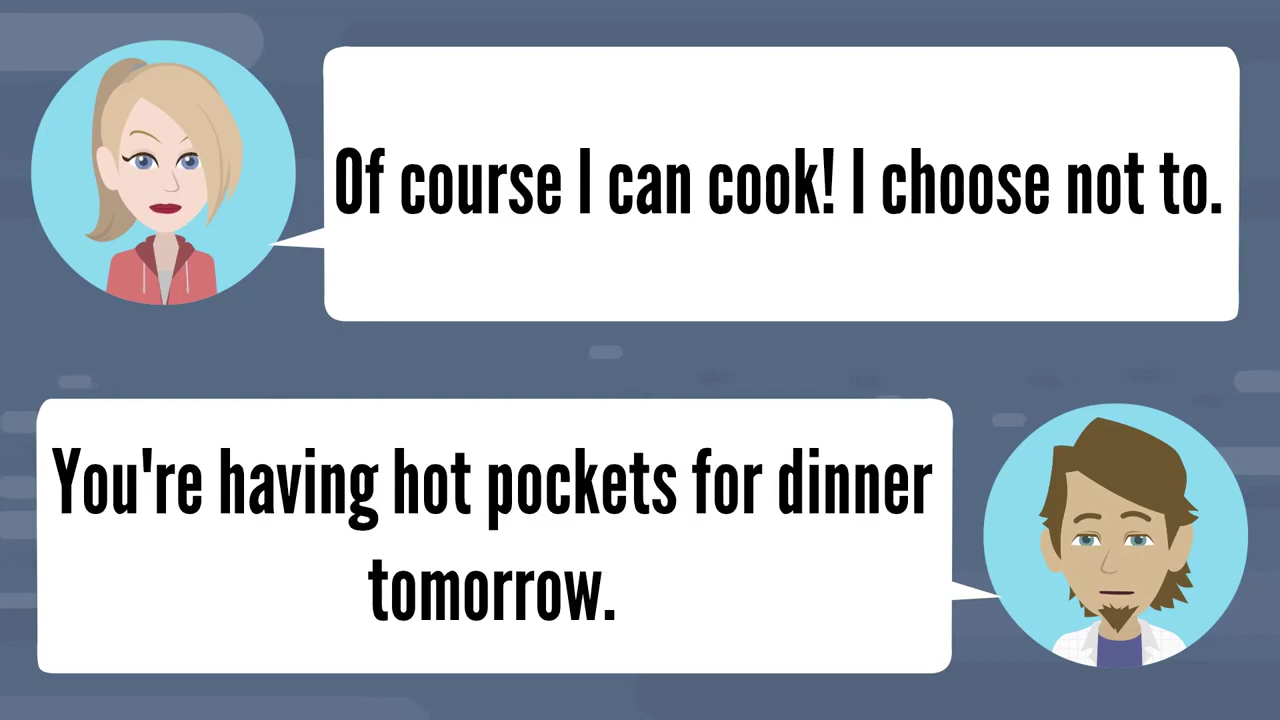 Of course I can cook! I choose not to.
You're having hot pockets for dinner
tomorrow.